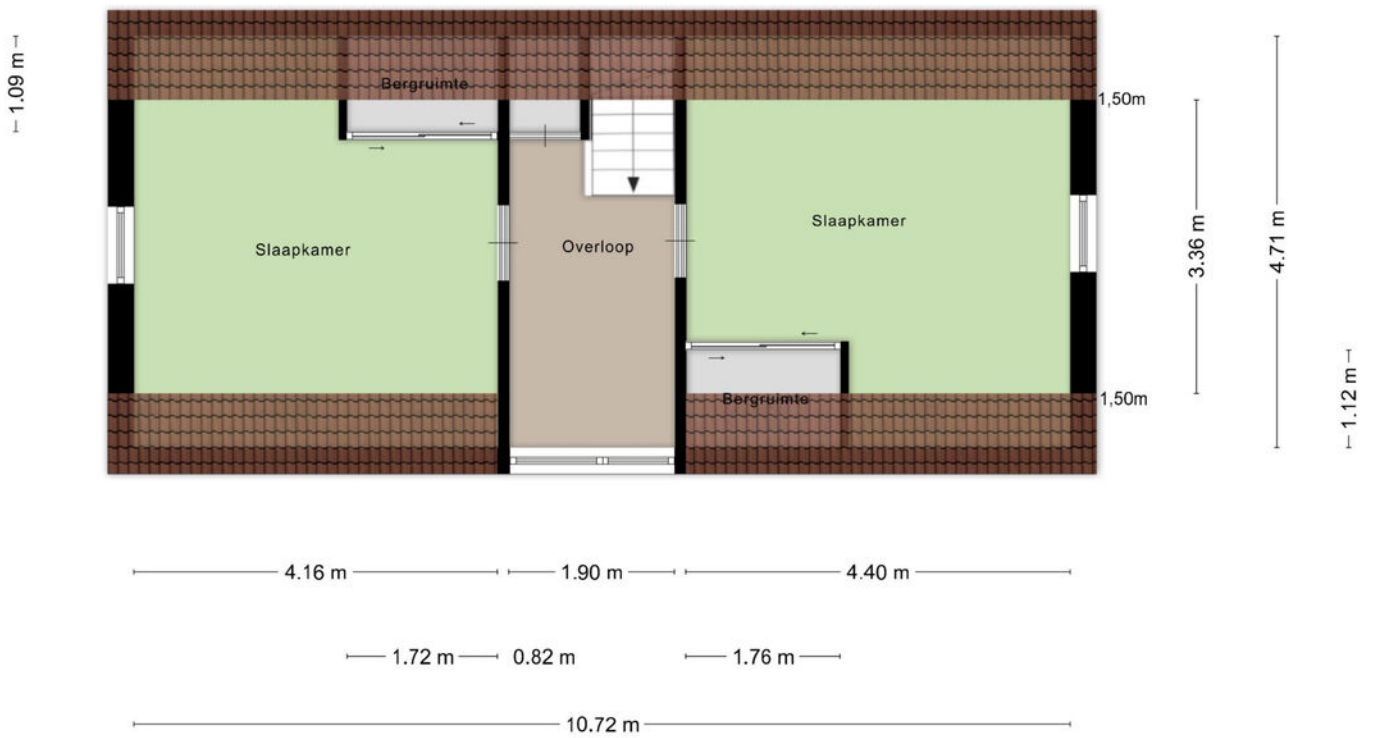 1.09 m
Bergruimte
1,50m
Slaapkamer
Overloop
Slaapkamer
3.36 m
4.71 m
Bergruimte
1,50m
1.12 m
4.16 m
1.90 m
4.40 m
1.72 m
0.82 m
1.76 m
10.72 m